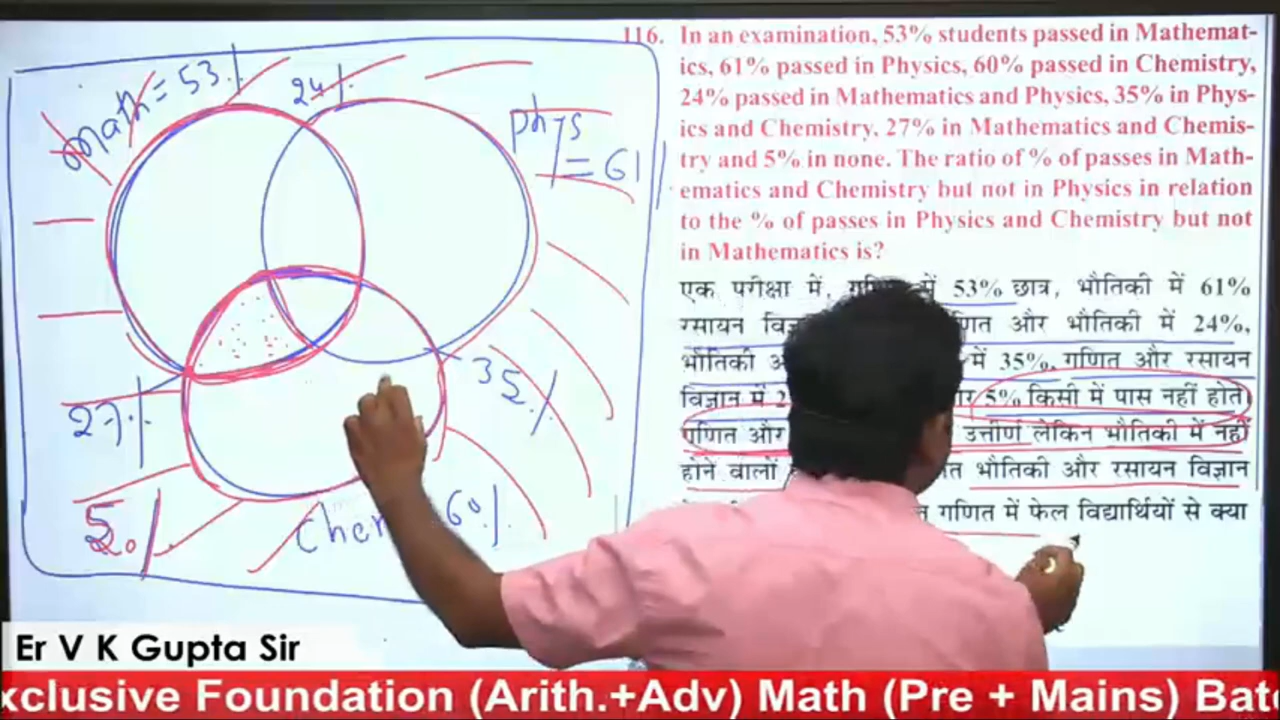 math = 53%
24%
phys
= 61
27%
35%
5%
Chem 60%
116. In an examination, 53% students passed in Mathemat-
ics, 61% passed in Physics, 60% passed in Chemistry,
24% passed in Mathematics and Physics, 35% in Phys-
ics and Chemistry, 27% in Mathematics and Chemis-
try and 5% in none. The ratio of % of passes in Math-
ematics and Chemistry but not in Physics in relation
to the % of passes in Physics and Chemistry but not
in Mathematics is?
एक परीक्षा में, में 53% छात्र, भौतिकी में 61%
रसायन और भौतिकी में 24%,
भौतिकी में 35%, गणित और रसायन
विज्ञान में 5% किसी में पास नहीं होते
गणित और उत्तीर्ण लेकिन भौतिकी में नहीं
होने वालों भौतिकी और रसायन विज्ञान
गणित में फेल विद्यार्थियों से क्या
Er V K Gupta Sir
xclusive Foundation (Arith.+Adv) Math (Pre + Mains) Batc